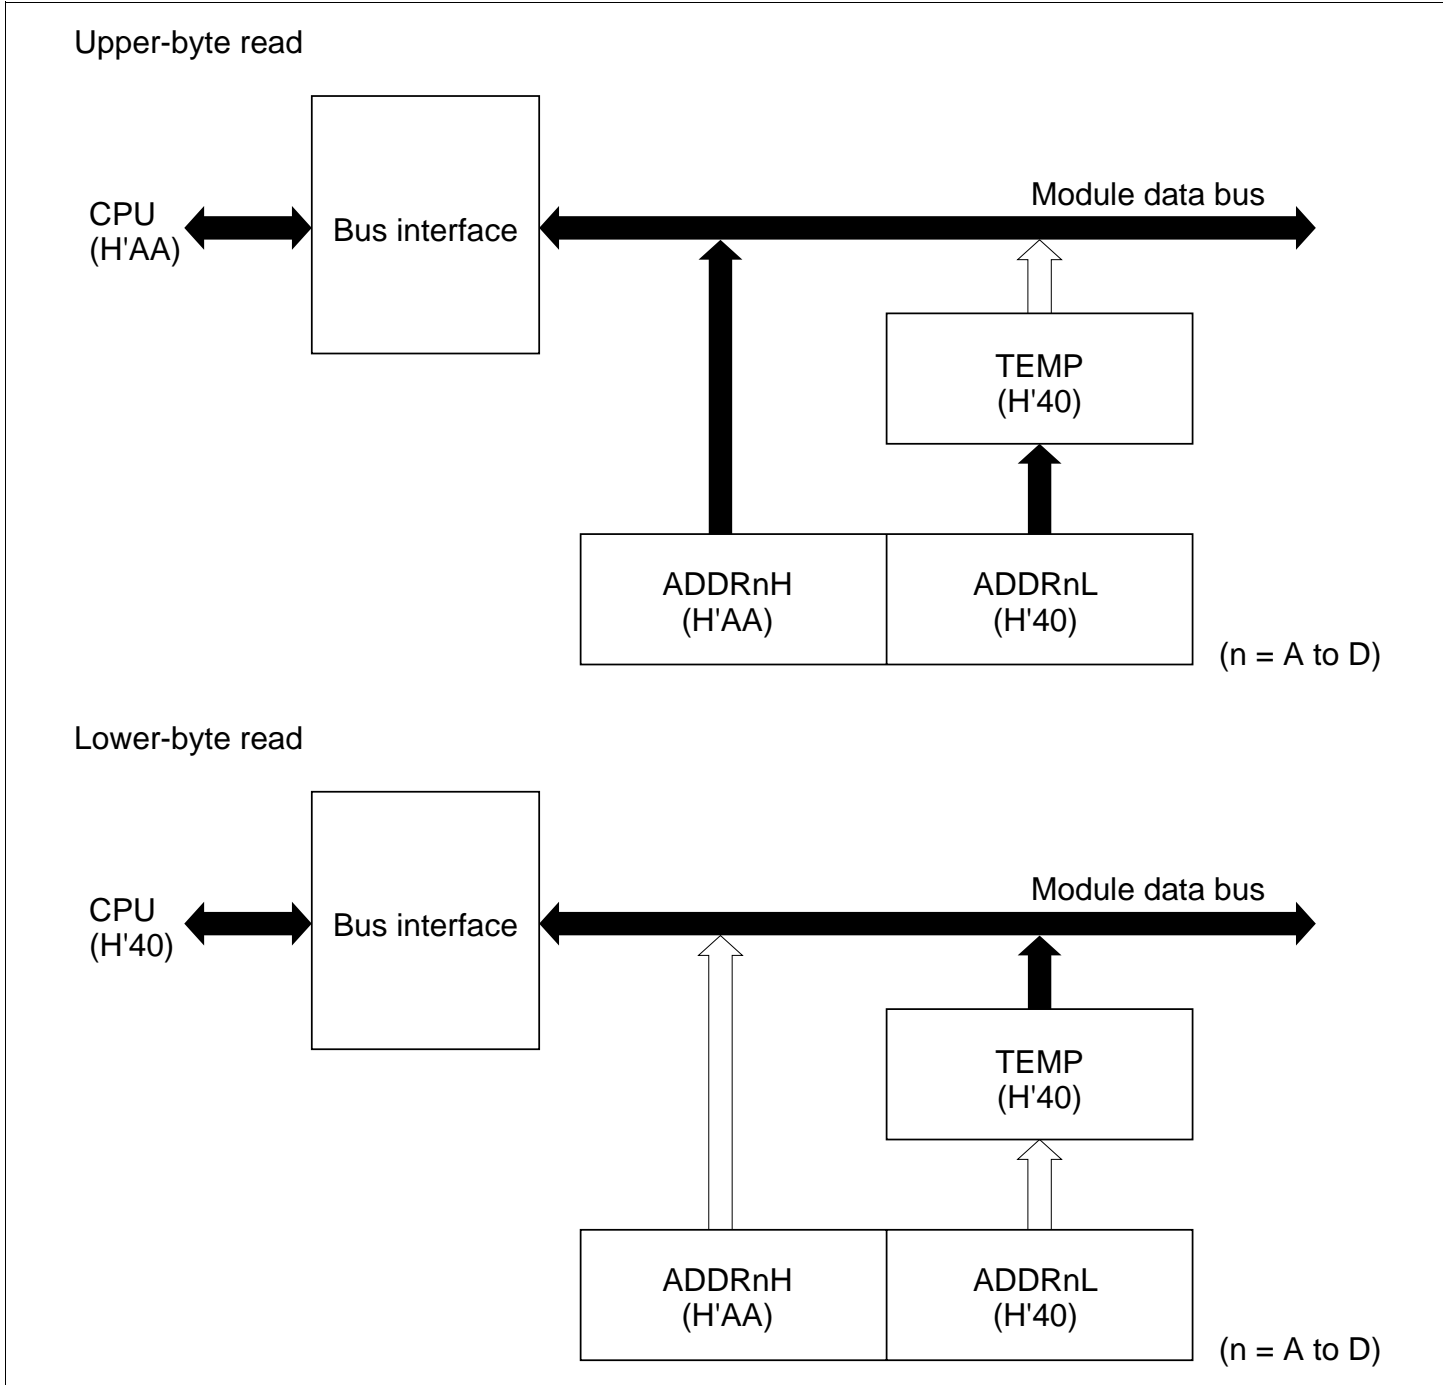 Upper-byte read
CPU
(H'AA)
Bus interface
Module data bus
TEMP
(H'40)
ADDRnH
(H'AA)
ADDRnL
(H'40)
(n = A to D)
Lower-byte read
CPU
(H'40)
Bus interface
Module data bus
TEMP
(H'40)
ADDRnH
(H'AA)
ADDRnL
(H'40)
(n = A to D)